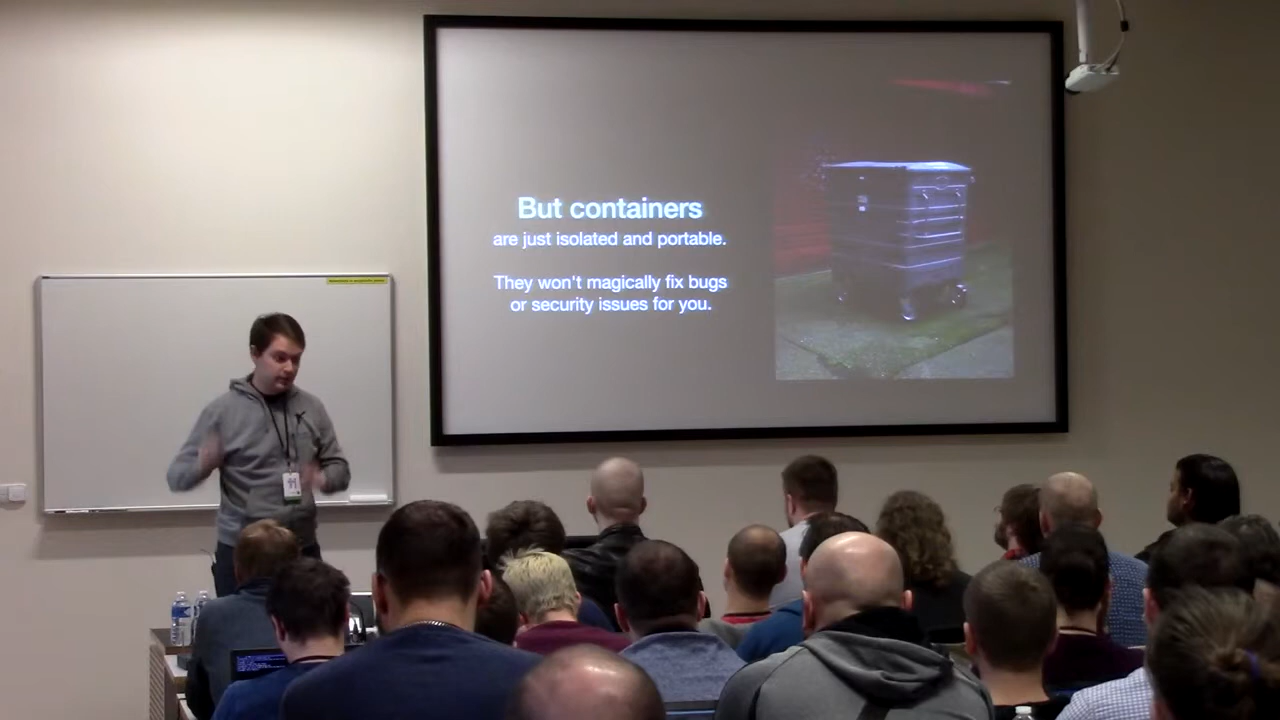 But containers
are just isolated and portable.
They won't magically fix bugs
or security issues for you.